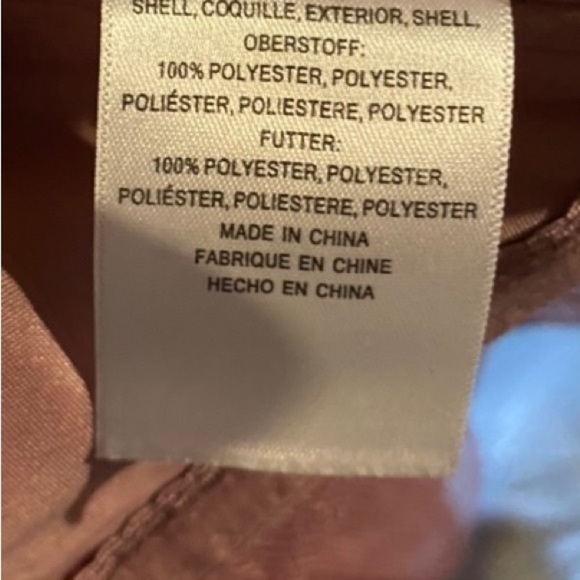 SHELL, COQUILLE, EXTERIOR, SHELL,
OBERSTOFF:
100% POLYESTER, POLYESTER,
POLIÉSTER, POLIESTERE, POLYESTER
FUTTER:
100% POLYESTER, POLYESTER,
POLIÉSTER, POLIESTERE, POLYESTER
MADE IN CHINA
FABRIQUE EN CHINE
HECHO EN CHINA